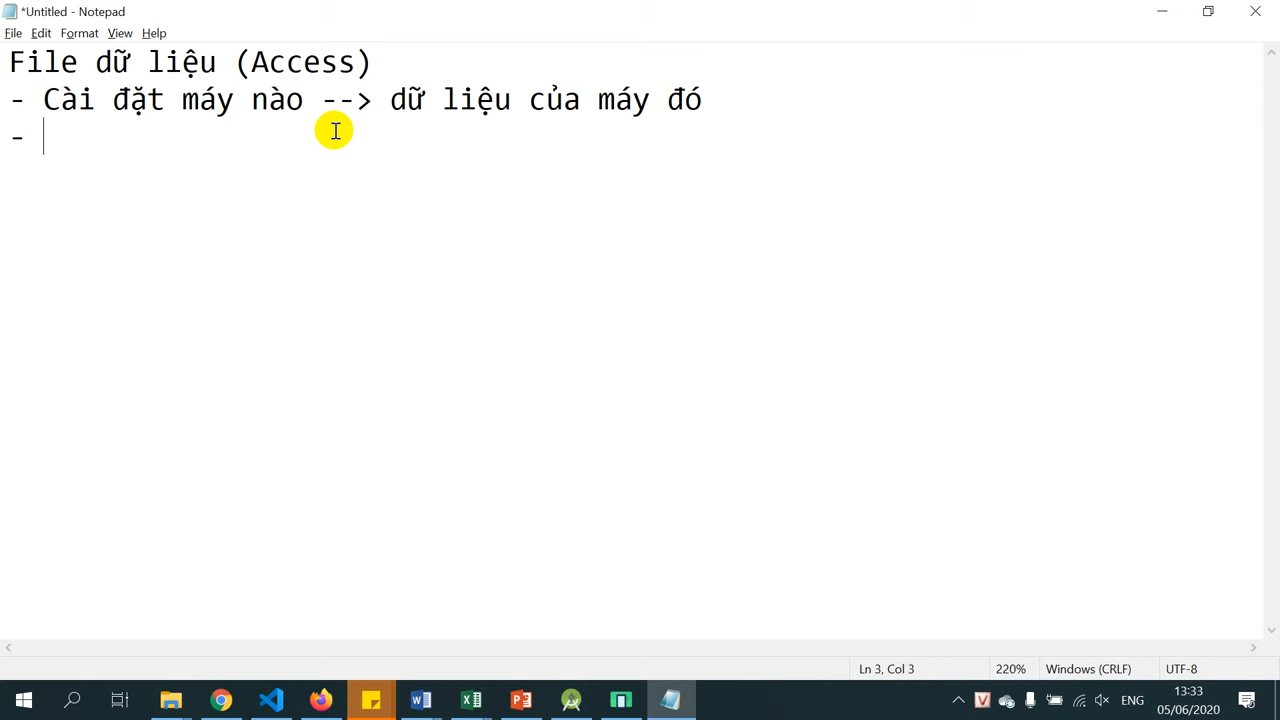 *Untitled - Notepad
File Edit Format View Help
File dữ liệu (Access)
- Cài đặt máy nào --> dữ liệu của máy đó
-
Ln 3, Col 3 220% Windows (CRLF) UTF-8
ENG 13:33
05/06/2020